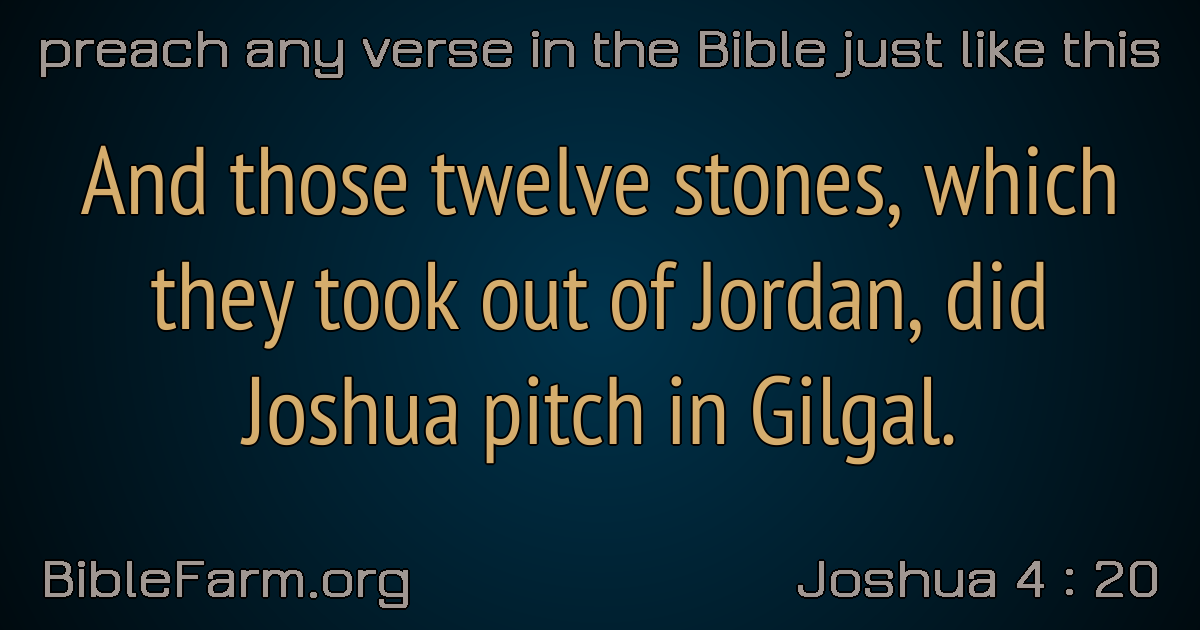 preach any verse in the Bible just like this
And those twelve stones, which
they took out of Jordan, did
Joshua pitch in Gilgal.
BibleFarm.org
Joshua 4 : 20